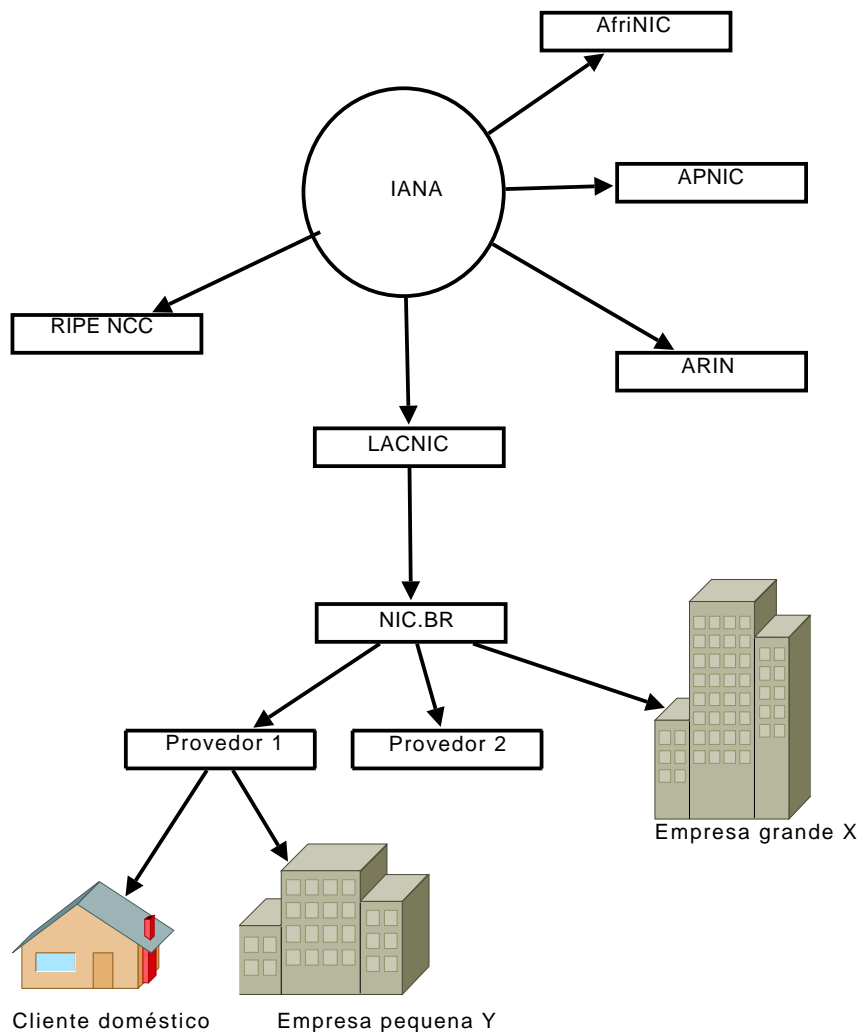 AfriNIC
IANA
APNIC
RIPE NCC
ARIN
LACNIC
NIC.BR
Provedor 1
Provedor 2
Empresa grande X
Cliente doméstico
Empresa pequena Y